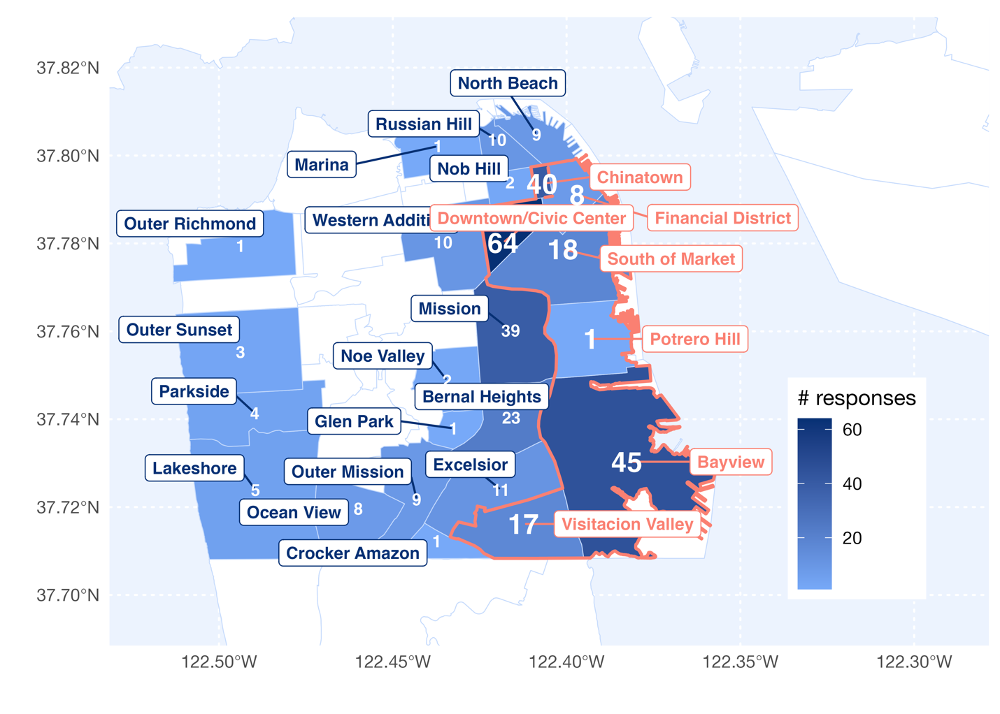 37.82°N
North Beach
Russian Hill
1
10
9
37.80°N
Marina
Nob Hill
2
40
Chinatown
8
Outer Richmond
Western Additi
Downtown/Civic Center
Financial District
37.78°N
1
10
64
18
South of Market
Mission
37.76°N
Outer Sunset
39
1
Potrero Hill
3
Noe Valley
2
Parkside
Bernal Heights
# responses
4
37.74°N
Glen Park
1
23
60
Lakeshore
Outer Mission
Excelsior
45
Bayview
5
11
40
9
37.72°N
Ocean View
8
17
Visitacion Valley
20
1
Crocker Amazon
37.70°N
122.50°W
122.45°W
122.40°W
122.35°W
122.30°W